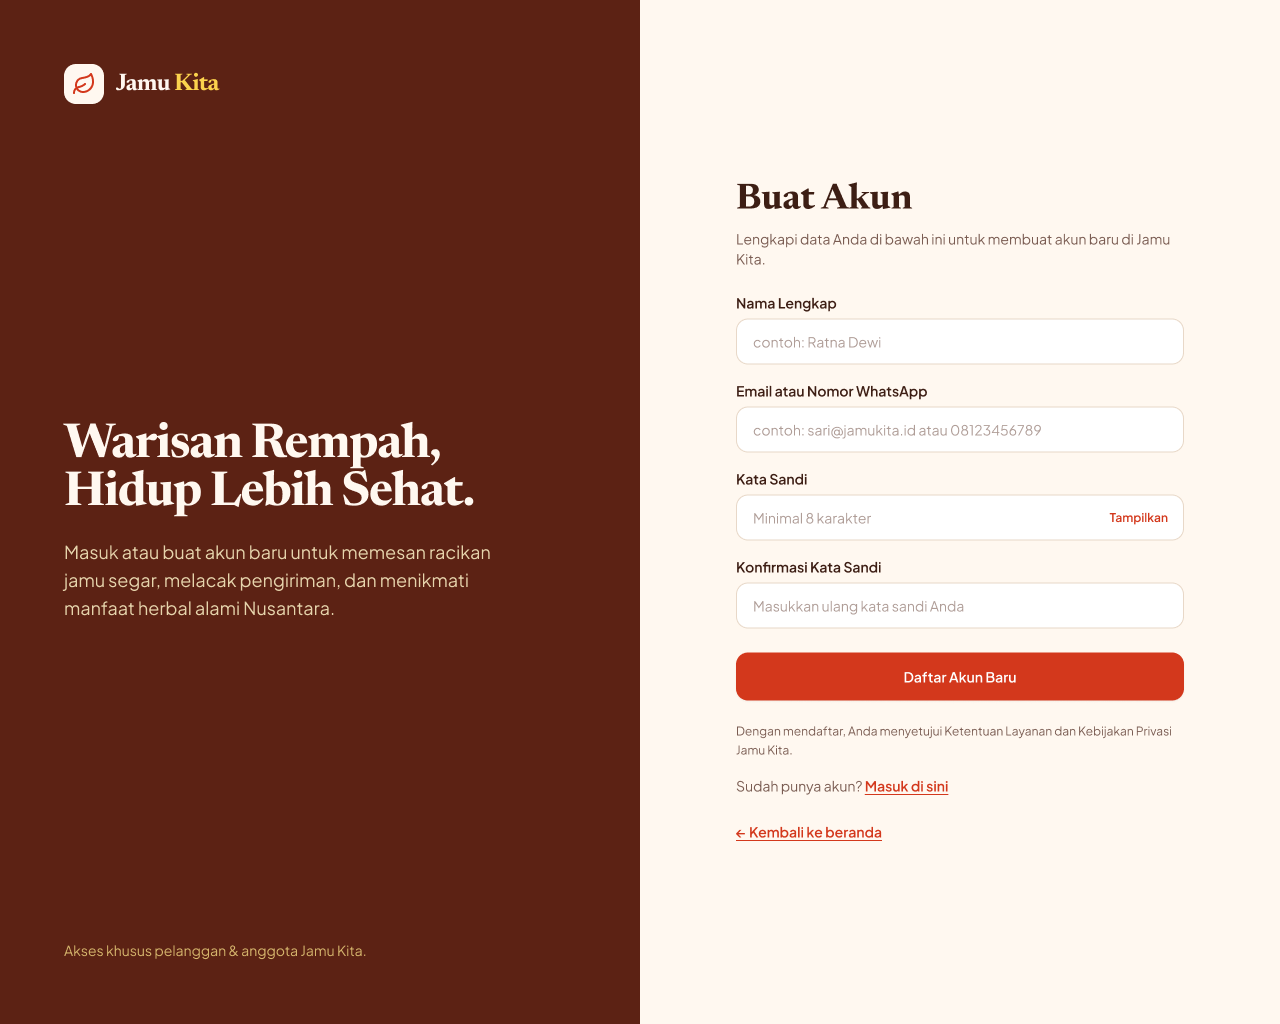 Jamu Kita
Warisan Rempah,
Hidup Lebih Sehat.
Masuk atau buat akun baru untuk memesan racikan
jamu segar, melacak pengiriman, dan menikmati
manfaat herbal alami Nusantara.
Akses khusus pelanggan & anggota Jamu Kita.
Buat Akun
Lengkapi data Anda di bawah ini untuk membuat akun baru di Jamu
Kita.
Nama Lengkap
contoh: Ratna Dewi
Email atau Nomor WhatsApp
contoh: sari@jamukita.id atau 08123456789
Kata Sandi
Minimal 8 karakter Tampilkan
Konfirmasi Kata Sandi
Masukkan ulang kata sandi Anda
Daftar Akun Baru
Dengan mendaftar, Anda menyetujui Ketentuan Layanan dan Kebijakan Privasi
Jamu Kita.
Sudah punya akun? Masuk di sini
← Kembali ke beranda